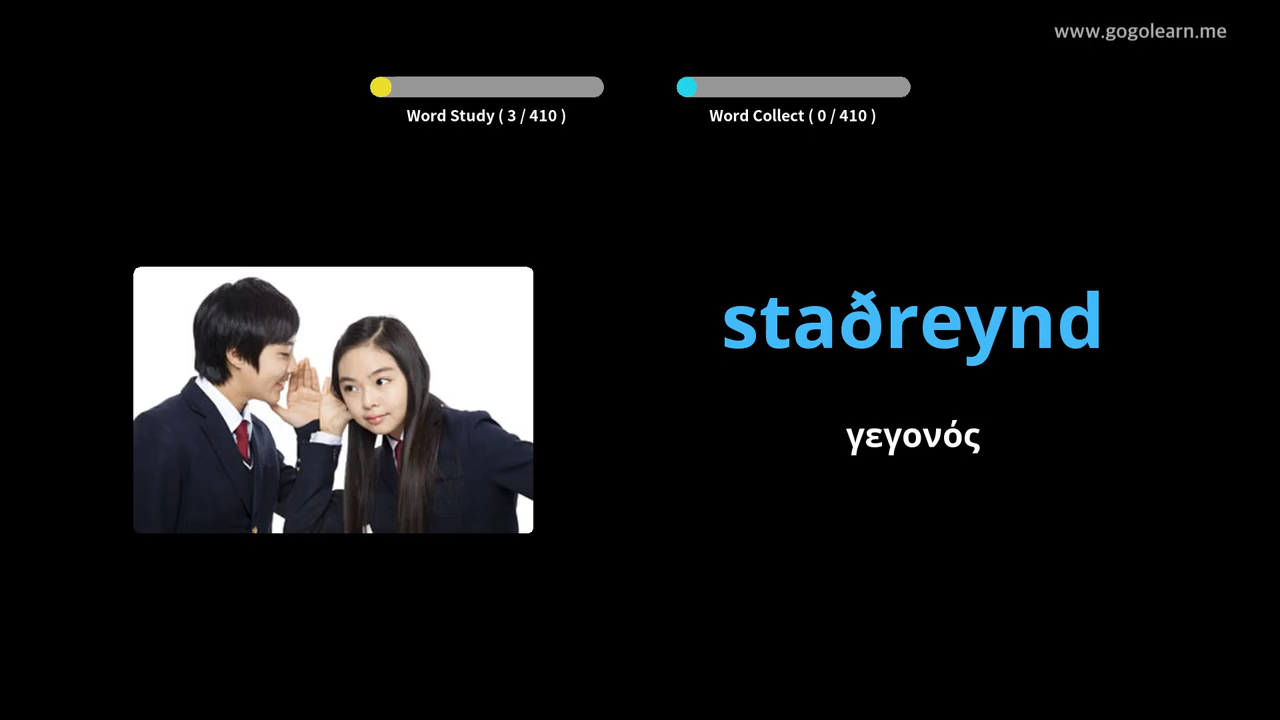 www.gogolearn.me
Word Study ( 3 / 410 )
Word Collect ( 0 / 410 )
staðreynd
γεγονός